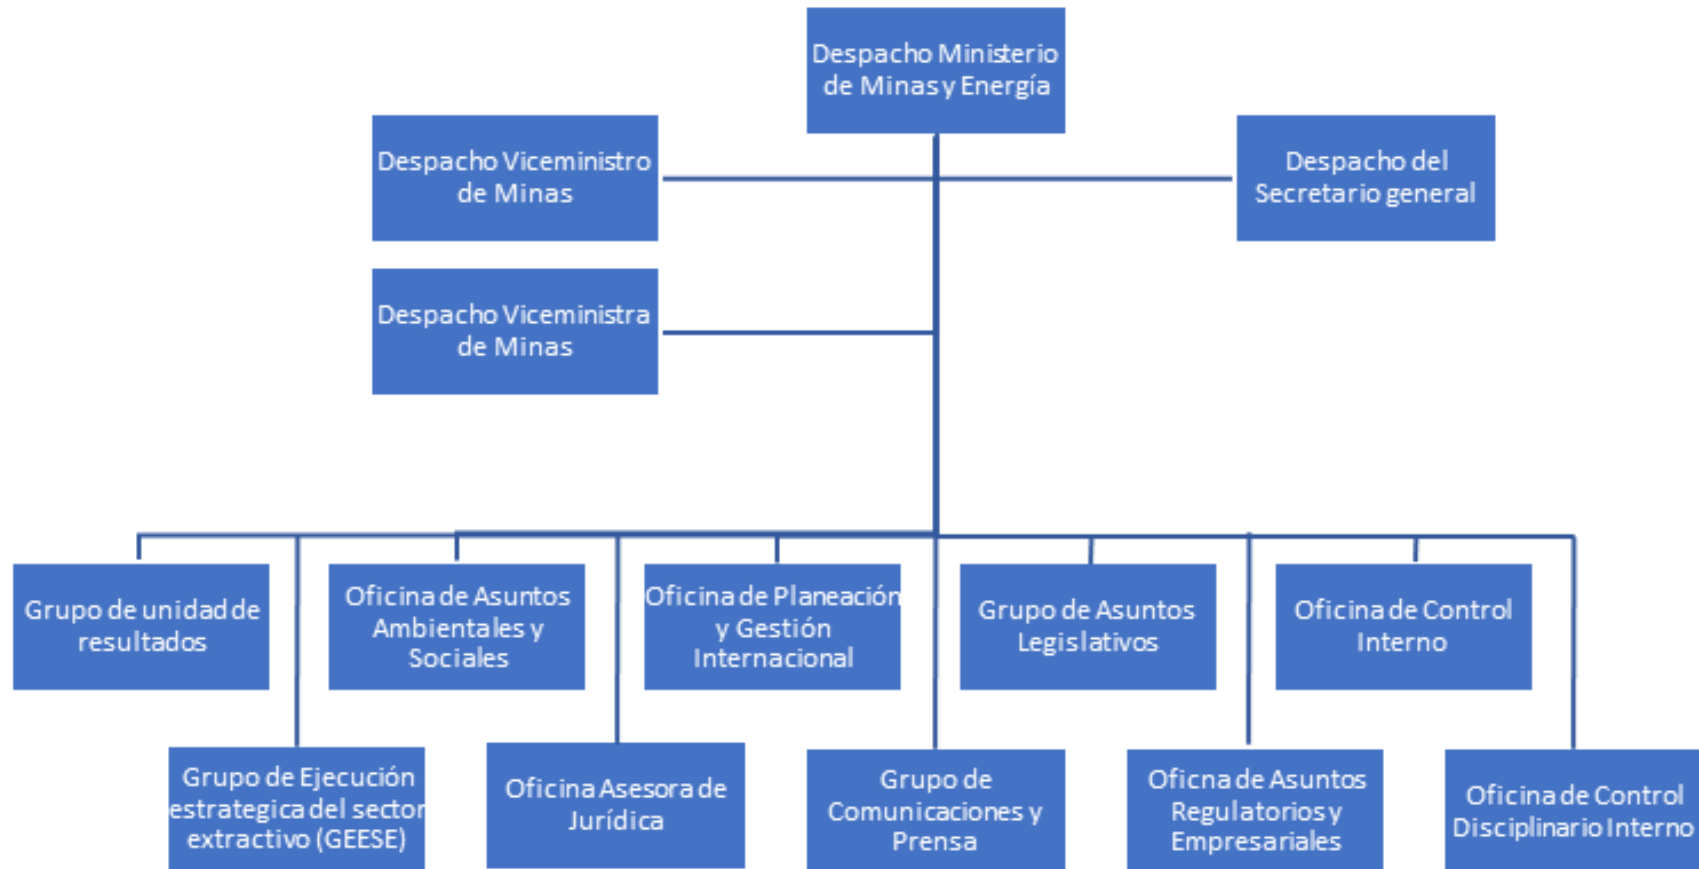 Despacho Ministerio
de Minas y Energía
Despacho Viceministro
de Minas
Despacho del
Secretario general
Despacho Viceministra
de Minas
Grupo de unidad de
resultados
Oficina de Asuntos
Ambientales y
Sociales
Oficina de Planeación
y Gestión
Internacional
Grupo de Asuntos
Legislativos
Oficina de Control
Interno
Grupo de Ejecución
estrategica del sector
extractivo (GEESE)
Oficina Asesora de
Jurídica
Grupo de
Comunicaciones y
Prensa
Oficna de Asuntos
Regulatorios y
Empresariales
Oficina de Control
Disciplinario Interno